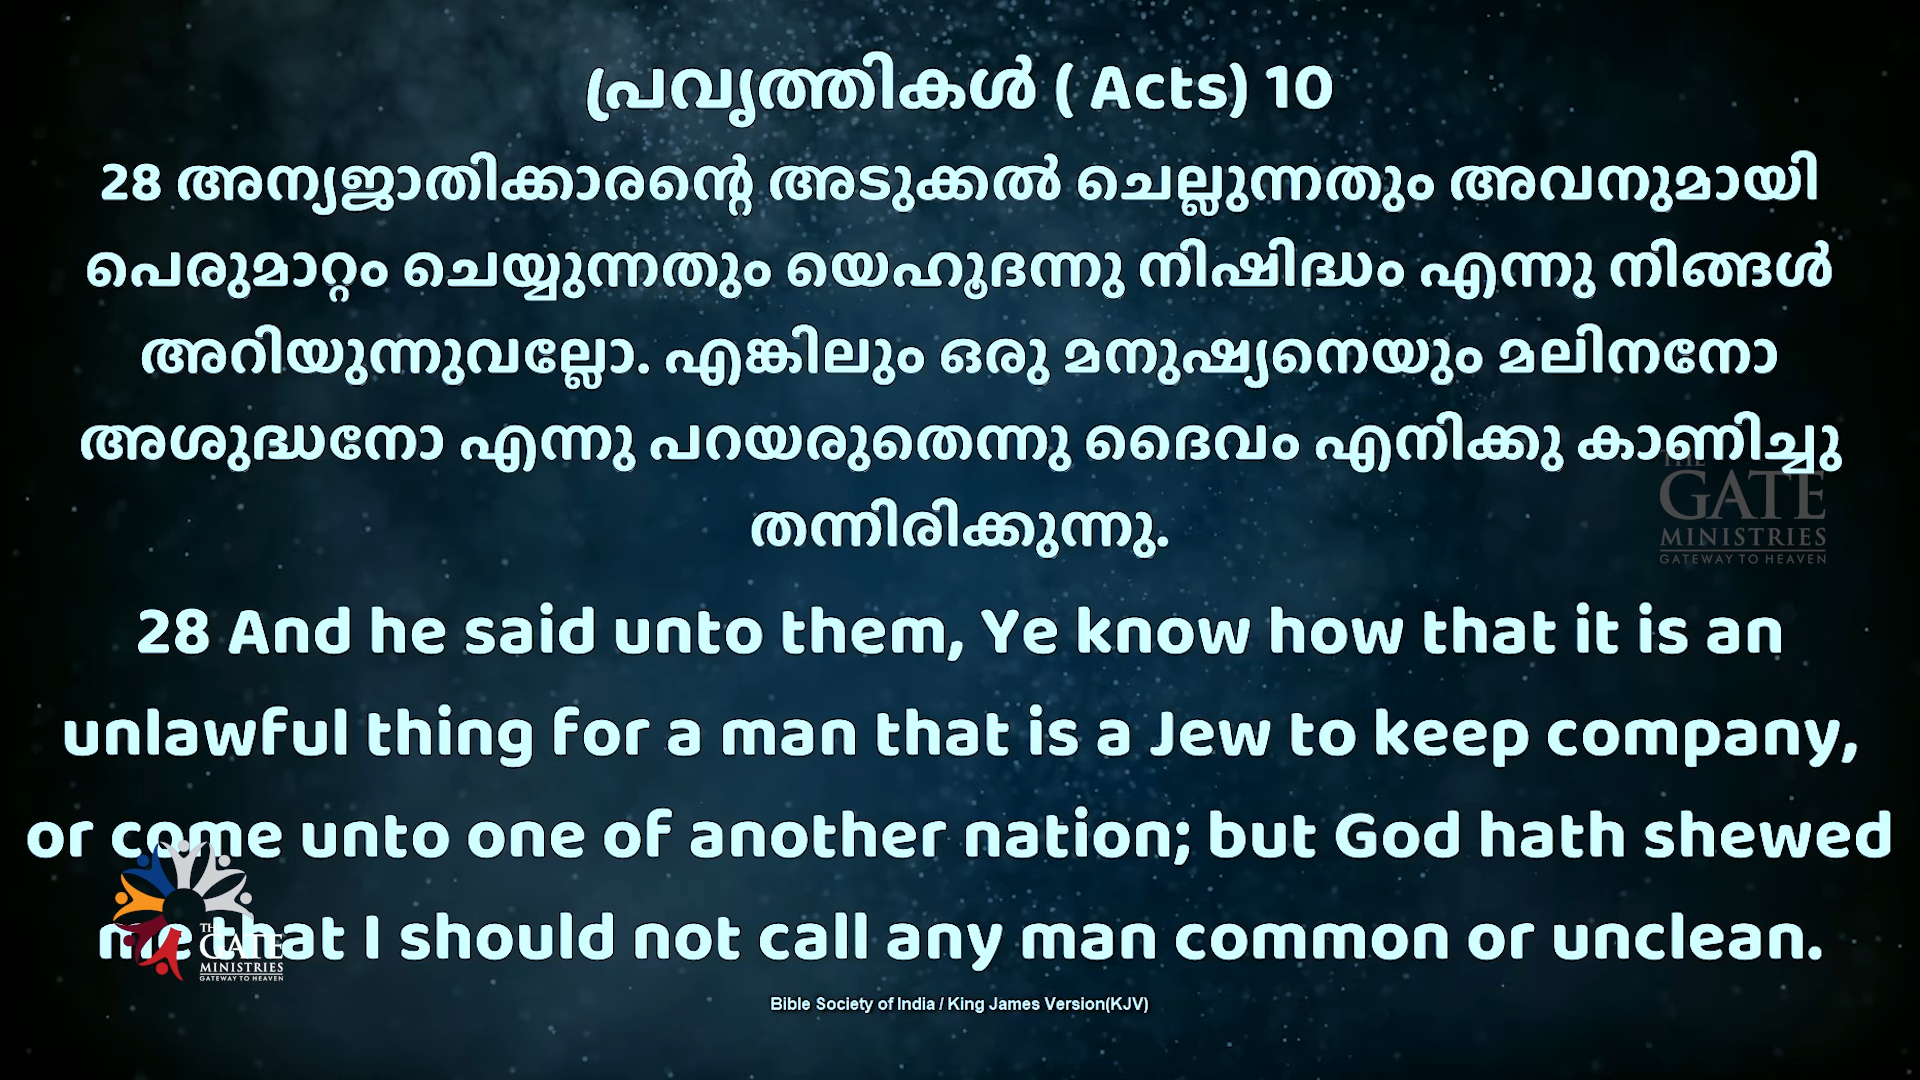 പ്രവൃത്തികൾ ( Acts) 10
28 അന്യജാതിക്കാരന്റെ അടുക്കൽ ചെല്ലുന്നതും അവനുമായി
പെരുമാറ്റം ചെയ്യുന്നതും യെഹൂദന്നു നിഷിദ്ധം എന്നു നിങ്ങൾ
അറിയുന്നുവല്ലോ. എങ്കിലും ഒരു മനുഷ്യനെയും മലിനനോ
അശുദ്ധനോ എന്നു പറയരുതെന്നു ദൈവം എനിക്കു കാണിച്ചു
തന്നിരിക്കുന്നു.
THE
GATE
MINISTRIES
GATEWAY TO HEAVEN
28 And he said unto them, Ye know how that it is an
unlawful thing for a man that is a Jew to keep company,
or come unto one of another nation; but God hath shewed
me that I should not call any man common or unclean.
THE
GATE
MINISTRIES
GATEWAY TO HEAVEN
Bible Society of India / King James Version(KJV)